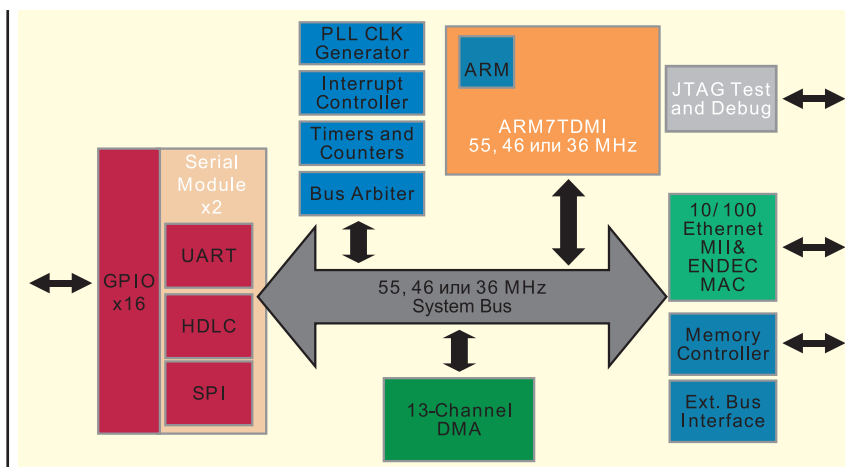 PLL CLK
Generator
Interrupt
Controller
Timers and
Counters
Bus Arbiter
ARM
ARM7TDMI
55, 46 или 36 MHz
JTAG Test
and Debug
Serial
Module
x2
UART
HDLC
SPI
GPIO
x16
55, 46 или 36 MHz
System Bus
10/100
Ethernet
MII&
ENDEC
MAC
Memory
Controller
Ext. Bus
Interface
13-Channel
DMA